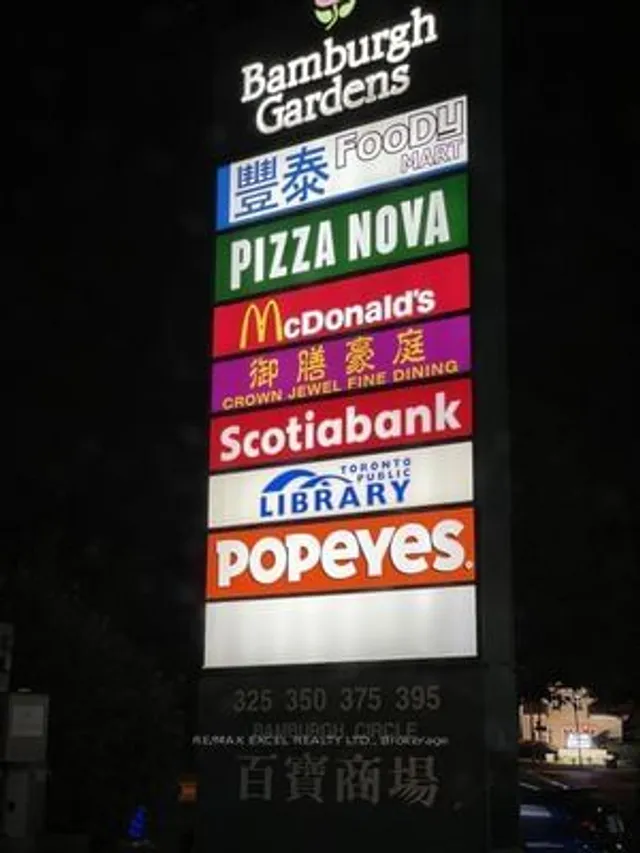 Bamburgh
Gardens
豐泰 FOODY
MART
PIZZA NOVA
McDonald's
御膳豪庭
CROWN JEWEL FINE DINING
Scotiabank
TORONTO
PUBLIC
LIBRARY
POPEYES
325 350 375 395
BAMBURGH CIRCLE
RE/MAX EXCEL REALTY LTD., Brokerage
百寶商場